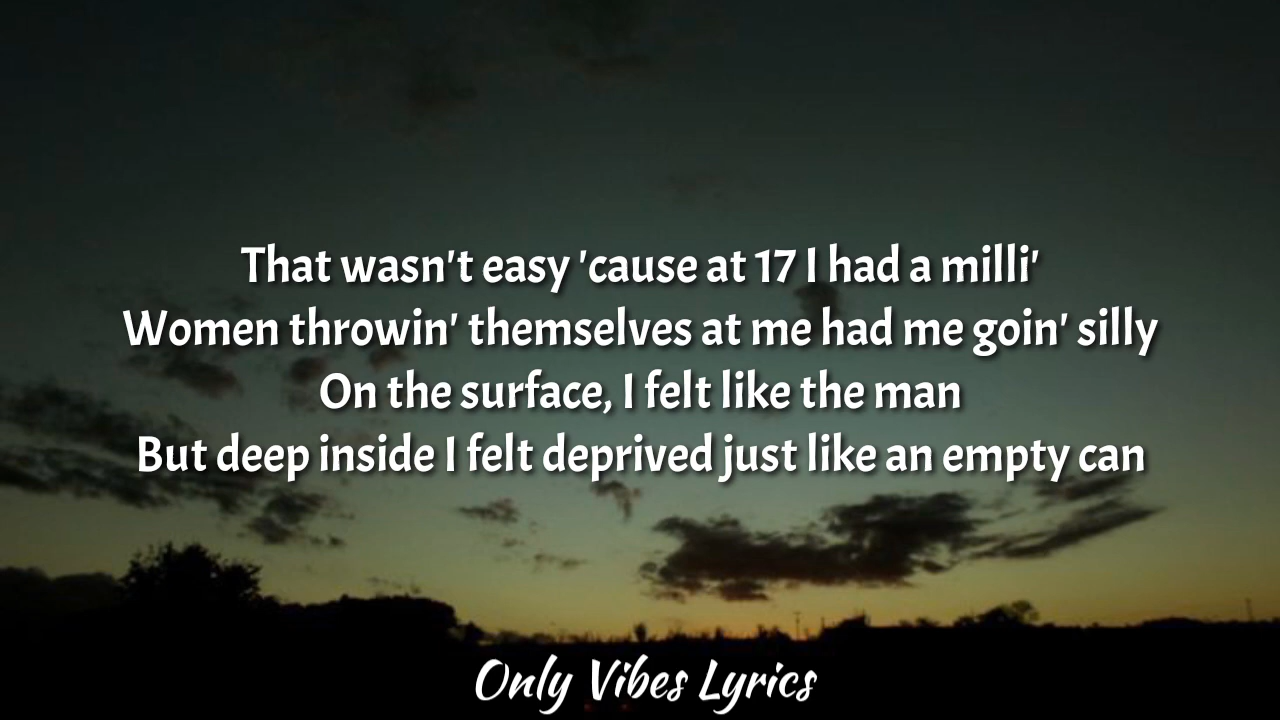 That wasn't easy 'cause at 17 I had a milli'
Women throwin' themselves at me had me goin' silly
On the surface, I felt like the man
But deep inside I felt deprived just like an empty can
Only Vibes Lyrics